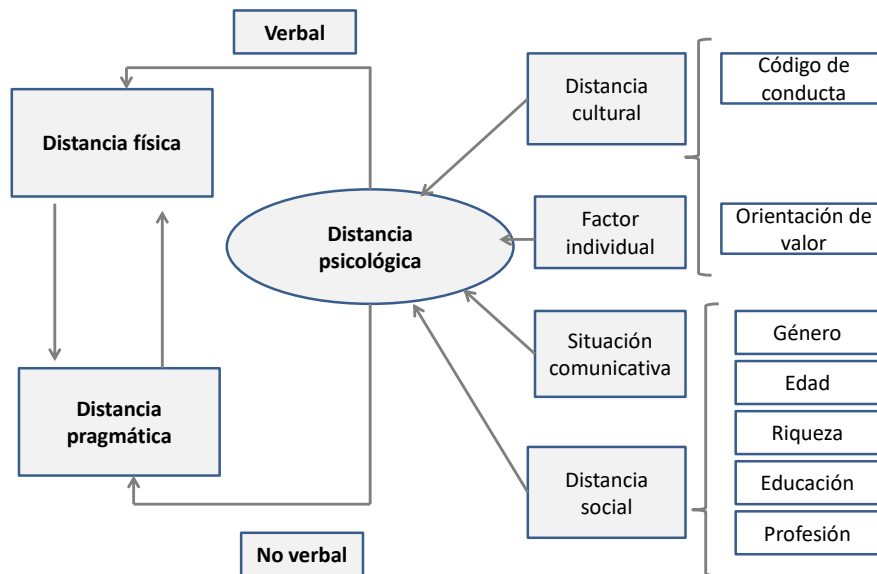 Verbal
Distancia física
Distancia
pragmática
No verbal
Distancia
psicológica
Distancia
cultural
Factor
individual
Situación
comunicativa
Distancia
social
Código de
conducta
Orientación de
valor
Género
Edad
Riqueza
Educación
Profesión